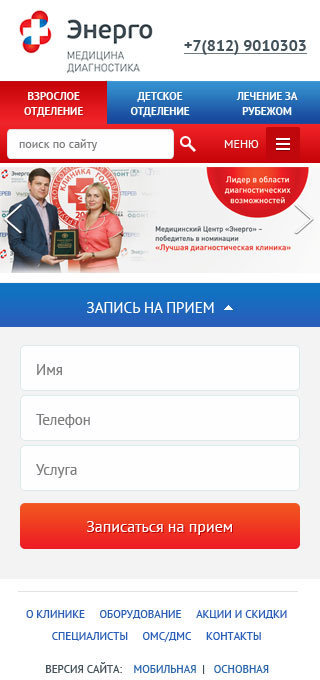 Энерго
МЕДИЦИНА
ДИАГНОСТИКА
+7(812) 9010303
ВЗРОСЛОЕ
ОТДЕЛЕНИЕ
ДЕТСКОЕ
ОТДЕЛЕНИЕ
ЛЕЧЕНИЕ ЗА
РУБЕЖОМ
поиск по сайту
МЕНЮ
Лидер в области
диагностических
возможностей
Медицинский Центр «Энерго» –
победитель в номинации
«Лучшая диагностическая клиника»
ЗАПИСЬ НА ПРИЕМ
Имя
Телефон
Услуга
Записаться на прием
О КЛИНИКЕ ОБОРУДОВАНИЕ АКЦИИ И СКИДКИ
СПЕЦИАЛИСТЫ ОМС/ДМС КОНТАКТЫ
ВЕРСИЯ САЙТА: МОБИЛЬНАЯ | ОСНОВНАЯ